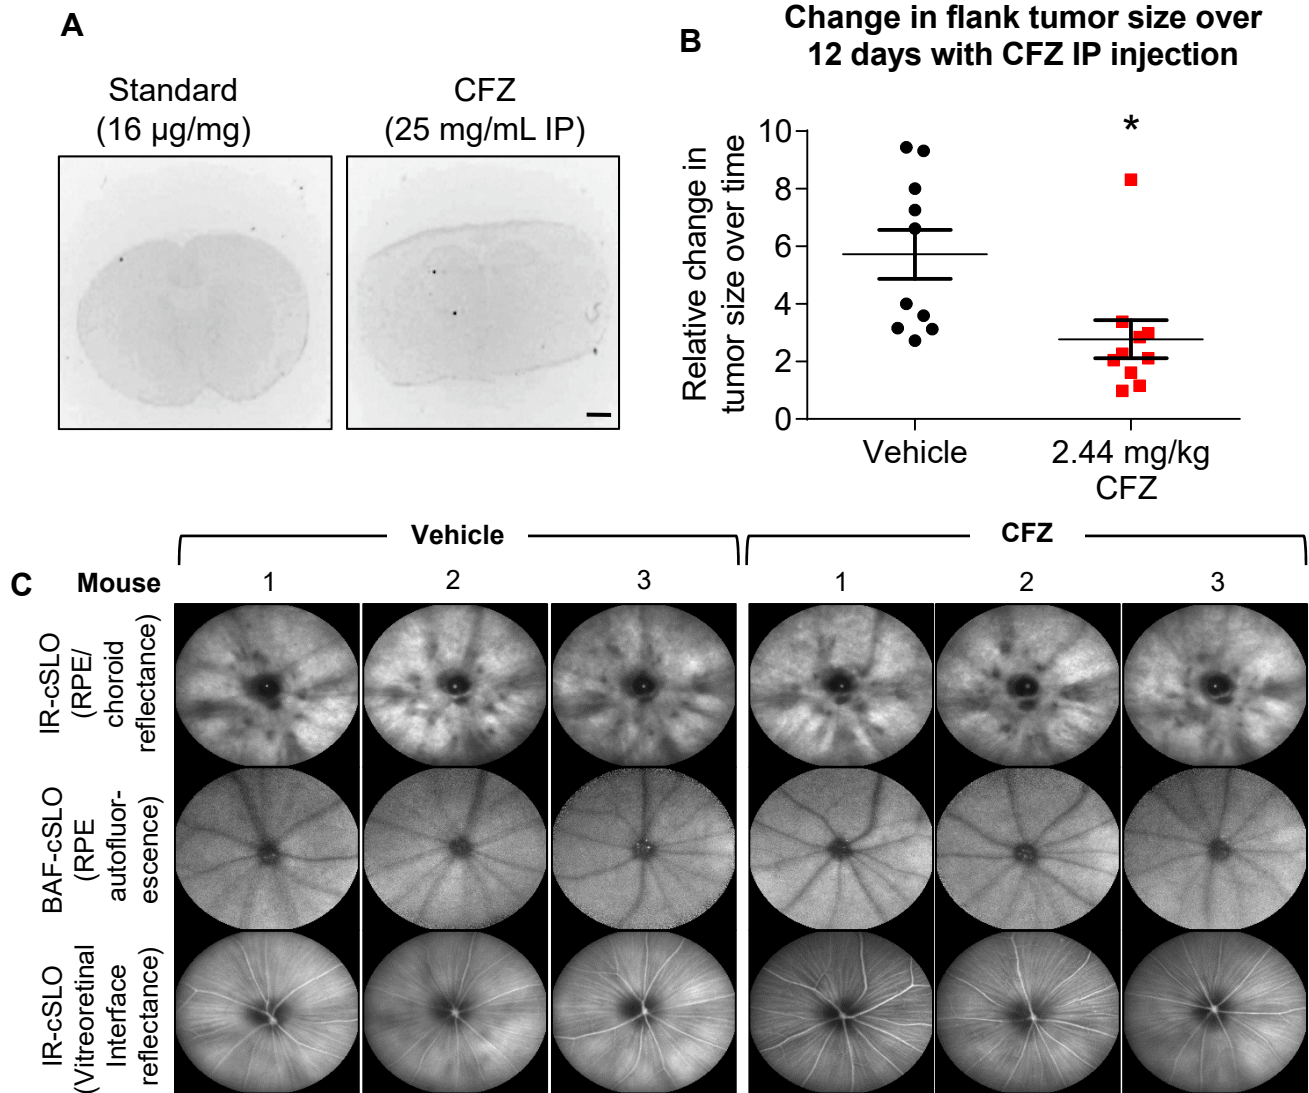 A
Standard
(16 µg/mg)
CFZ
(25 mg/mL IP)
B
Change in flank tumor size over
12 days with CFZ IP injection
Relative change in
tumor size over time
10
8
6
4
2
0
*
Vehicle
2.44 mg/kg
CFZ
C
Vehicle
CFZ
Mouse
1
2
3
1
2
3
IR-cSLO
(RPE/
choroid
reflectance)
BAF-cSLO
(RPE
autofluor-
escence)
IR-cSLO
(Vitreoretinal
Interface
reflectance)